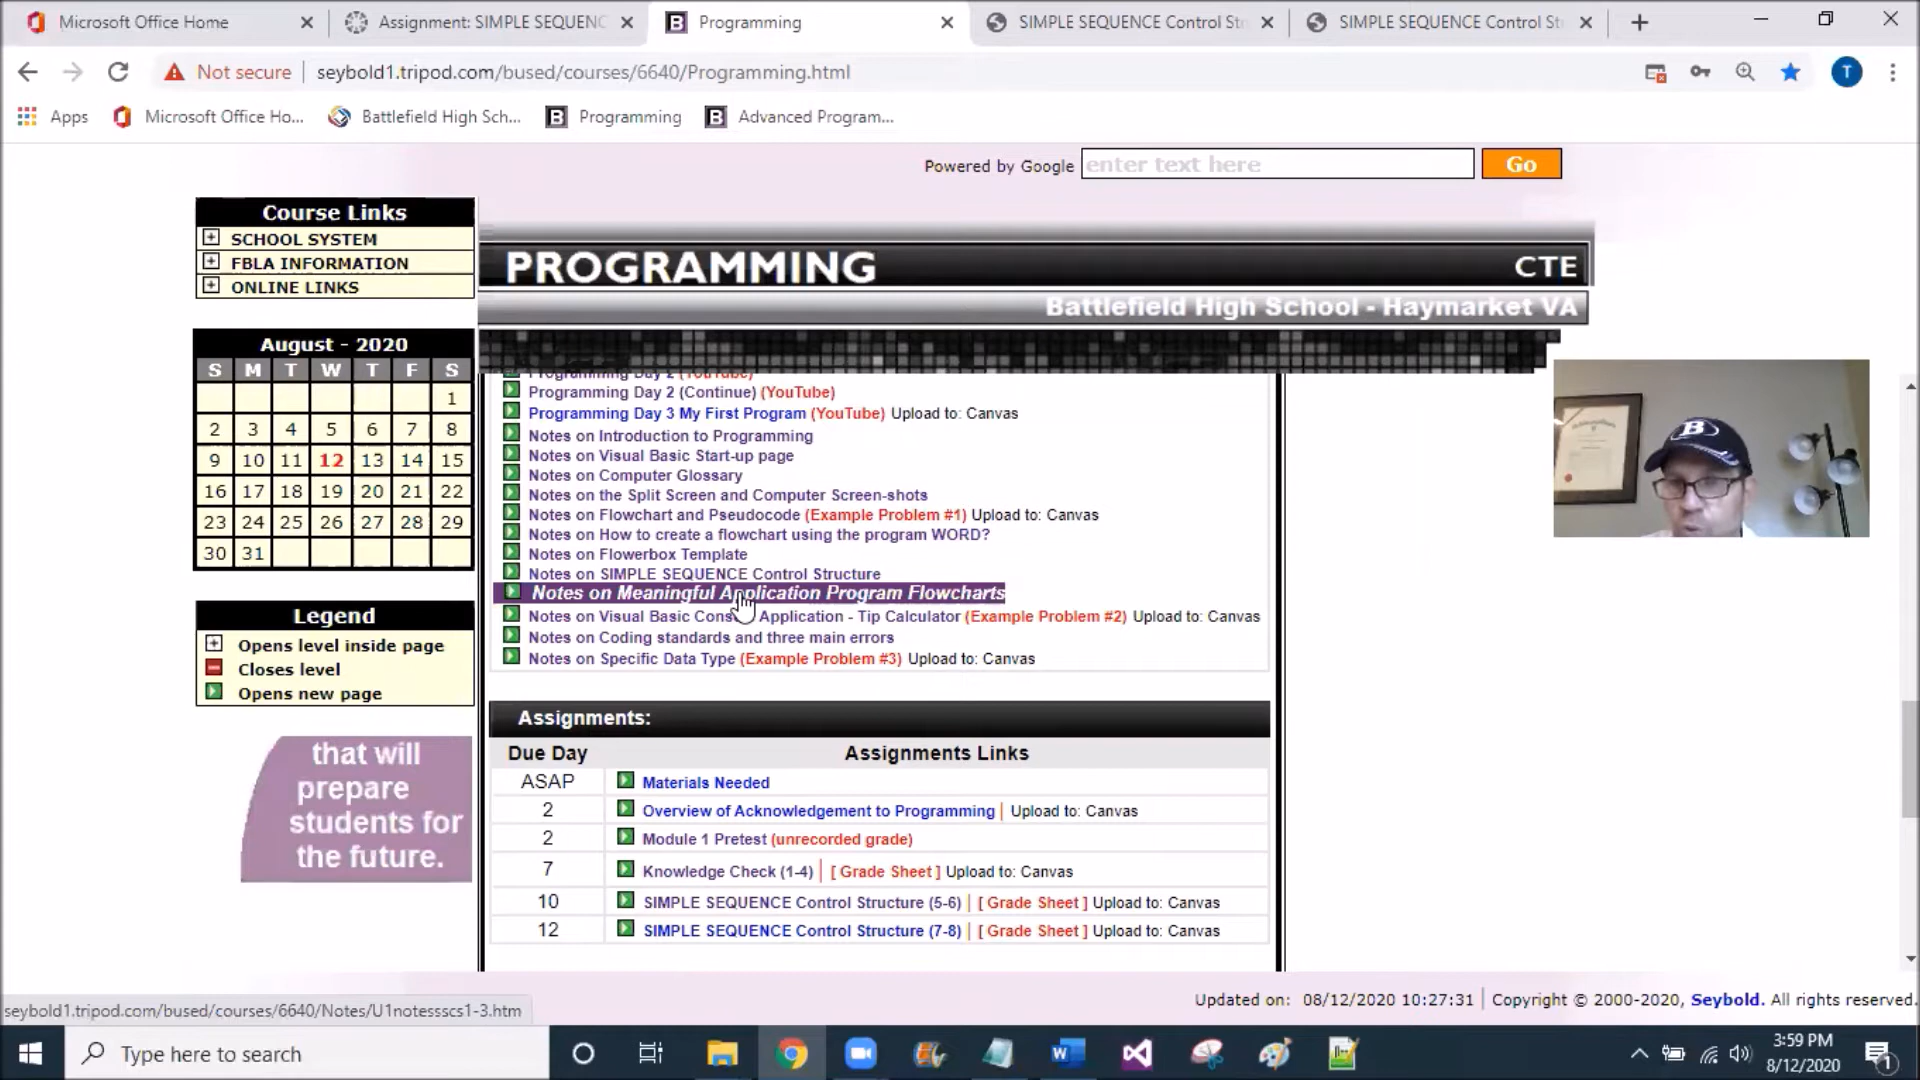 Microsoft Office Home
Assignment: SIMPLE SEQUENC
Programming
SIMPLE SEQUENCE Control Str
SIMPLE SEQUENCE Control St
Not secure
seybold1.tripod.com/bused/courses/6640/Programming.html
T
Apps
Microsoft Office Ho...
Battlefield High Sch...
Programming
Advanced Program...
Powered by Google
enter text here
Go
Course Links
SCHOOL SYSTEM
FBLA INFORMATION
ONLINE LINKS
PROGRAMMING
CTE
Battlefield High School - Haymarket VA
August - 2020
S M T W T F S
1
2 3 4 5 6 7 8
9 10 11 12 13 14 15
16 17 18 19 20 21 22
23 24 25 26 27 28 29
30 31
Legend
Opens level inside page
Closes level
Opens new page
that will
prepare
students for
the future.
Programming Day 2 (YouTube)
Programming Day 2 (Continue) (YouTube)
Programming Day 3 My First Program (YouTube) Upload to: Canvas
Notes on Introduction to Programming
Notes on Visual Basic Start-up page
Notes on Computer Glossary
Notes on the Split Screen and Computer Screen-shots
Notes on Flowchart and Pseudocode (Example Problem #1) Upload to: Canvas
Notes on How to create a flowchart using the program WORD?
Notes on Flowerbox Template
Notes on SIMPLE SEQUENCE Control Structure
Notes on Meaningful Application Program Flowcharts
Notes on Visual Basic Cons Application - Tip Calculator (Example Problem #2) Upload to: Canvas
Notes on Coding standards and three main errors
Notes on Specific Data Type (Example Problem #3) Upload to: Canvas
Assignments:
Due Day Assignments Links
ASAP Materials Needed
2 Overview of Acknowledgement to Programming | Upload to: Canvas
2 Module 1 Pretest (unrecorded grade)
7 Knowledge Check (1-4) | [ Grade Sheet ] Upload to: Canvas
10 SIMPLE SEQUENCE Control Structure (5-6) | [ Grade Sheet ] Upload to: Canvas
12 SIMPLE SEQUENCE Control Structure (7-8) | [ Grade Sheet ] Upload to: Canvas
B
Updated on: 08/12/2020 10:27:31 | Copyright © 2000-2020, Seybold. All rights reserved.
seybold1.tripod.com/bused/courses/6640/Notes/U1notessscs1-3.htm
Type here to search
3:59 PM
8/12/2020
1